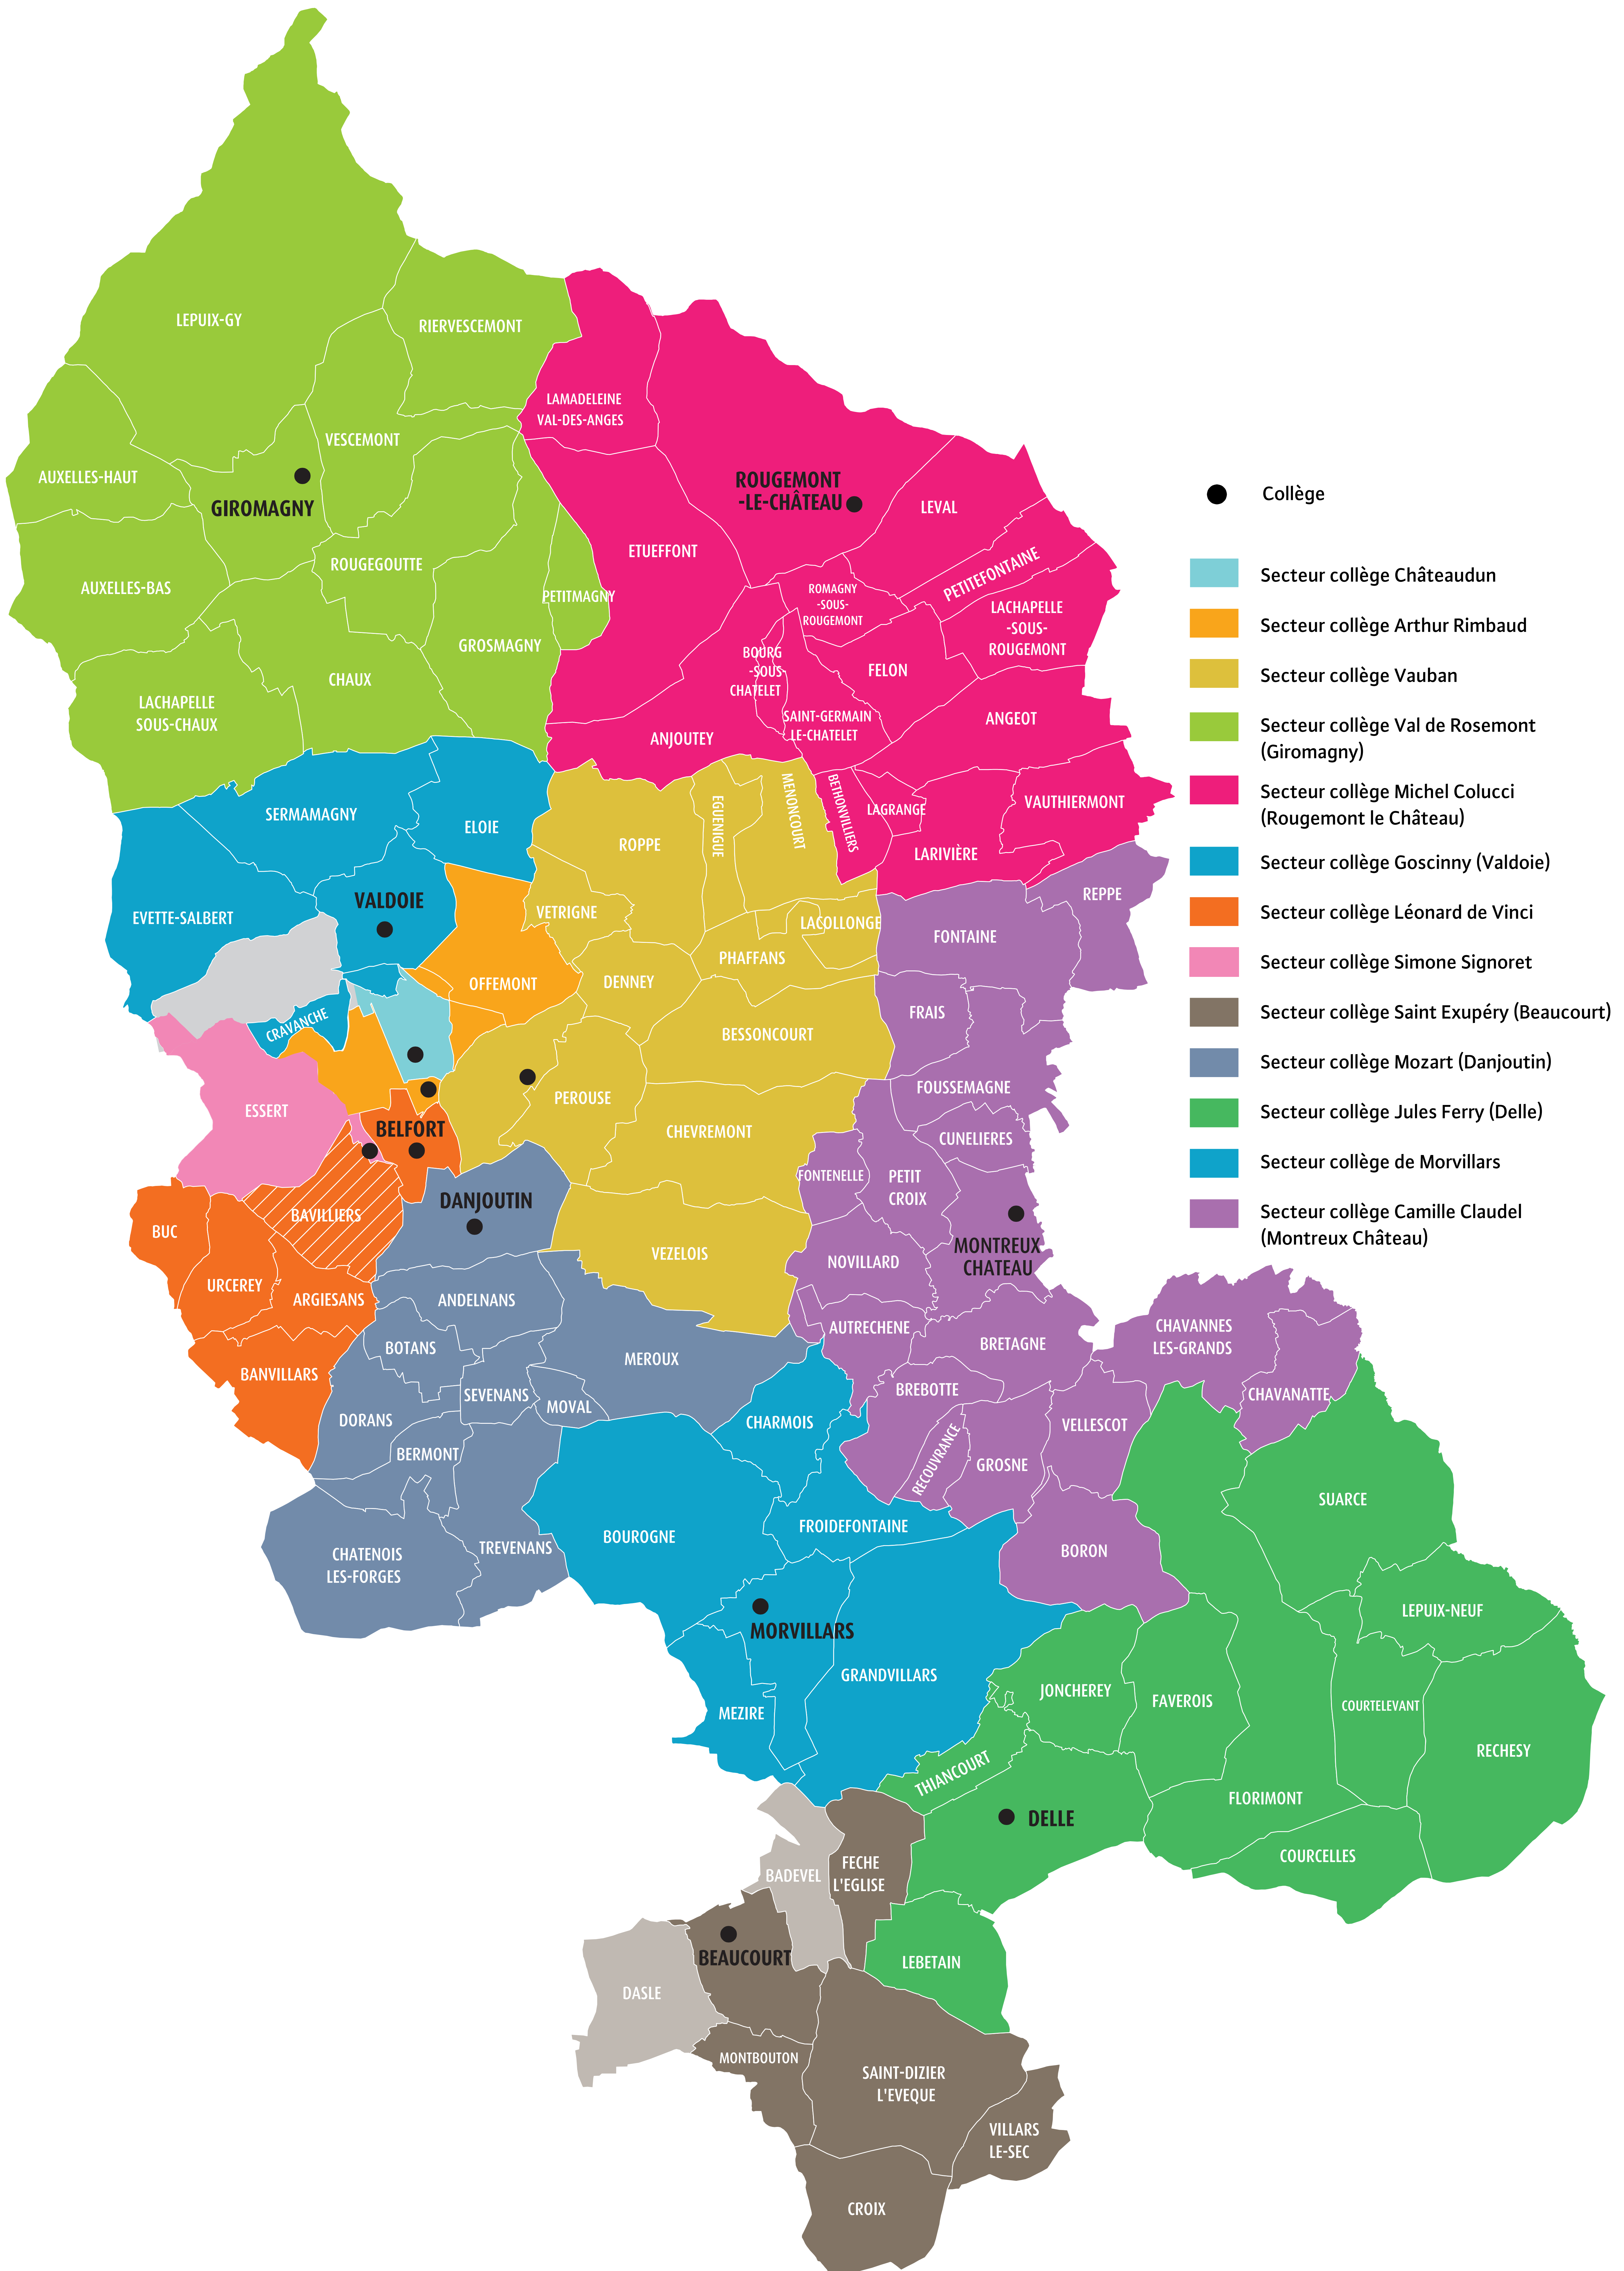 LEPUIX-GY
RIERVESCEMONT
LAMADELEINE
VAL-DES-ANGES
VESCEMONT
AUXELLES-HAUT
GIROMAGNY
ROUGEMONT
-LE-CHÂTEAU
LEVAL
ETUEFFONT
ROUGEGOUTTE
AUXELLES-BAS
PETITMAGNY
PETITEFONTAINE
ROMAGNY
-SOUS-
ROUGEMONT
LACHAPELLE
-SOUS-
ROUGEMONT
GROSMAGNY
BOURG
-SOUS-
CHATELET
FELON
CHAUX
LACHAPELLE
SOUS-CHAUX
SAINT-GERMAIN
LE-CHATELET
ANGEOT
ANJOUTEY
SERMAMAGNY
ELOIE
ROPPE
EGUENIGUE
MENONCOURT
BETHONVILLIERS
LAGRANGE
VAUTHIERMONT
LARIVIÈRE
REPPE
EVETTE-SALBERT
VALDOIE
VETRIGNE
LACOLLONGE
FONTAINE
PHAFFANS
OFFEMONT
DENNEY
FRAIS
CRAVANCHE
BESSONCOURT
FOUSSEMAGNE
ESSERT
PEROUSE
BELFORT
CHEVREMONT
CUNELIERES
FONTENELLE
PETIT
CROIX
DANJOUTIN
BAVILLIERS
BUC
MONTREUX
CHATEAU
VEZELOIS
NOVILLARD
URCEREY
ARGIESANS
ANDELNANS
AUTRECHENE
BRETAGNE
CHAVANNES
LES-GRANDS
BOTANS
MEROUX
BANVILLARS
SEVENANS
MOVAL
BREBOTTE
CHAVANATTE
DORANS
CHARMOIS
VELLESCOT
BERMONT
RECOUVRANCE
GROSNE
SUARCE
BOUROGNE
FROIDEFONTAINE
TREVENANS
CHATENOIS
LES-FORGES
BORON
LEPUIX-NEUF
MORVILLARS
GRANDVILLARS
JONCHEREY
FAVEROIS
COURTELEVANT
MEZIRE
RECHESY
THIANCOURT
FLORIMONT
DELLE
COURCELLES
FECHE
L'EGLISE
BADEVEL
BEAUCOURT
LEBETAIN
DASLE
MONTBOUTON
SAINT-DIZIER
L'EVEQUE
VILLARS
LE-SEC
CROIX
Collège
Secteur collège Châteaudun
Secteur collège Arthur Rimbaud
Secteur collège Vauban
Secteur collège Val de Rosemont
(Giromagny)
Secteur collège Michel Colucci
(Rougemont le Château)
Secteur collège Goscinny (Valdoie)
Secteur collège Léonard de Vinci
Secteur collège Simone Signoret
Secteur collège Saint Exupéry (Beaucourt)
Secteur collège Mozart (Danjoutin)
Secteur collège Jules Ferry (Delle)
Secteur collège de Morvillars
Secteur collège Camille Claudel
(Montreux Château)